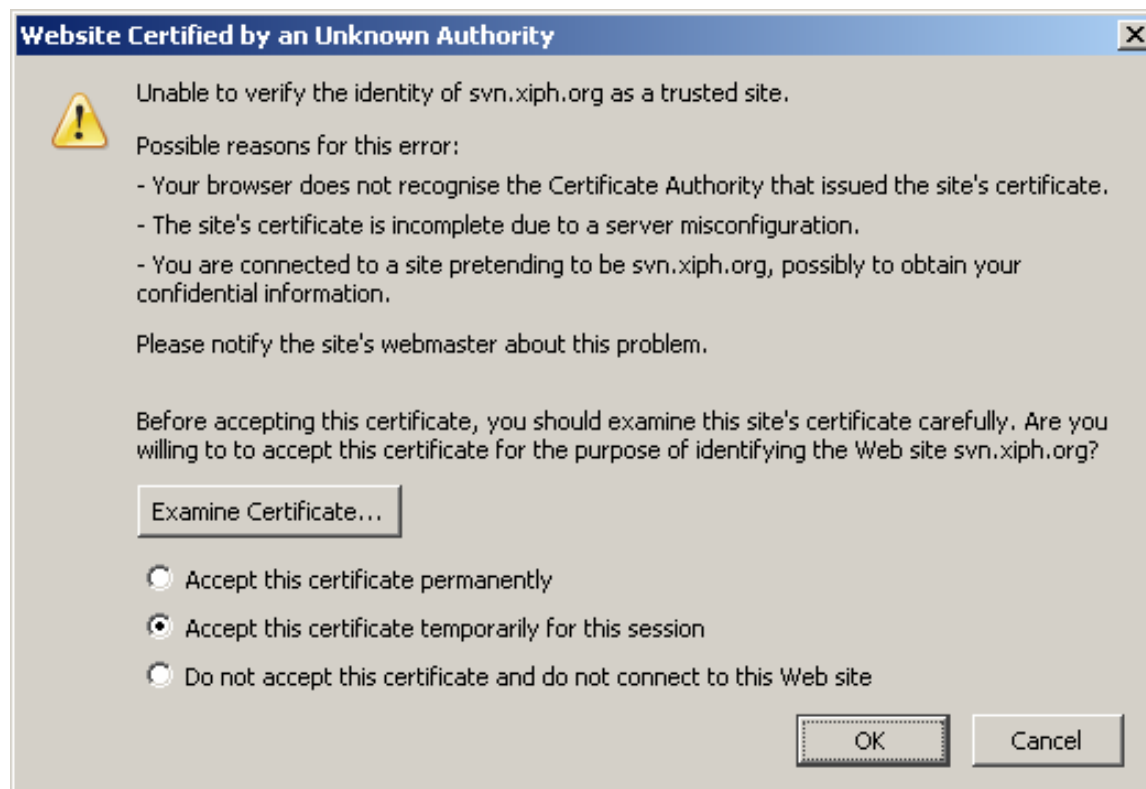 Website Certified by an Unknown Authority
Unable to verify the identity of svn.xiph.org as a trusted site.
Possible reasons for this error:
- Your browser does not recognise the Certificate Authority that issued the site's certificate.
- The site's certificate is incomplete due to a server misconfiguration.
- You are connected to a site pretending to be svn.xiph.org, possibly to obtain your
confidential information.
Please notify the site's webmaster about this problem.
Before accepting this certificate, you should examine this site's certificate carefully. Are you
willing to to accept this certificate for the purpose of identifying the Web site svn.xiph.org?
Examine Certificate...
Accept this certificate permanently
Accept this certificate temporarily for this session
Do not accept this certificate and do not connect to this Web site
OK Cancel